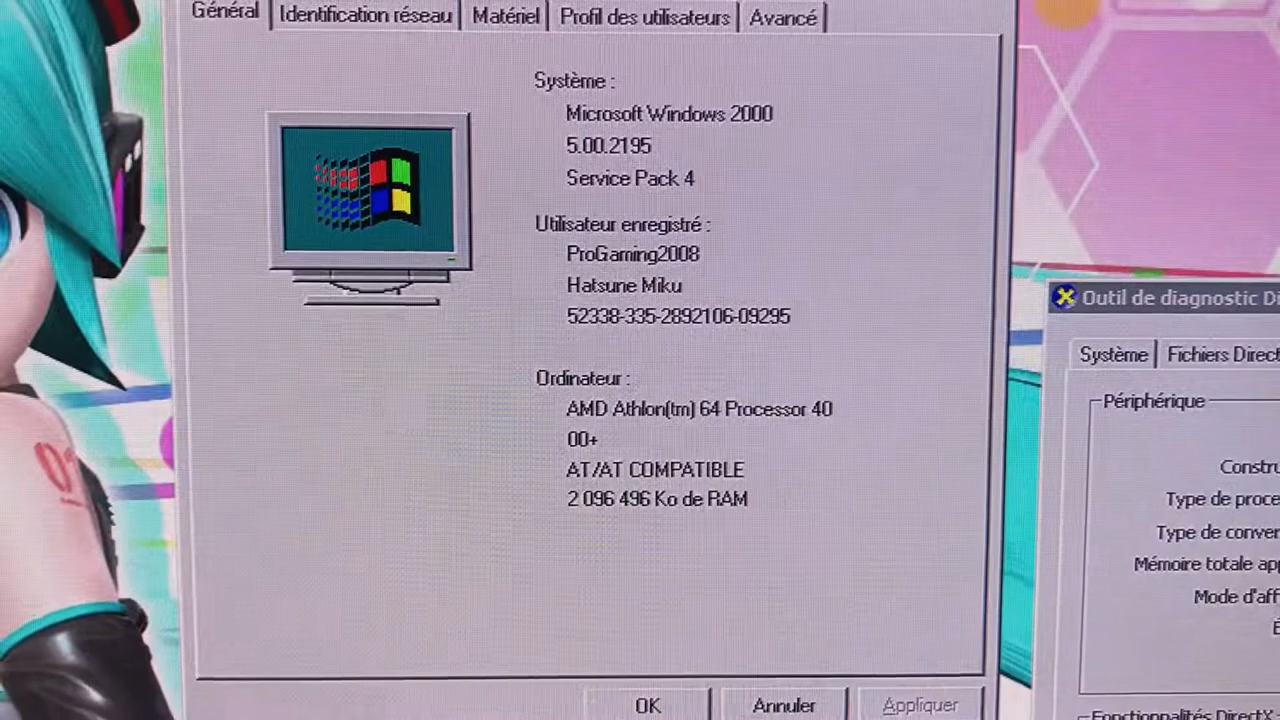 Général
Identification réseau
Matériel
Profil des utilisateurs
Avancé
Système :
Microsoft Windows 2000
5.00.2195
Service Pack 4
Utilisateur enregistré :
ProGaming2008
Hatsune Miku
52338-335-2892106-09295
Ordinateur :
AMD Athlon(tm) 64 Processor 40
00+
AT/AT COMPATIBLE
2 096 496 Ko de RAM
OK
Annuler
Appliquer
Outil de diagnostic Di
Système
Fichiers Direct
Périphérique
Constru
Type de proce
Type de conver
Mémoire totale app
Mode d'aff
Fonctionnalités DirectX
01